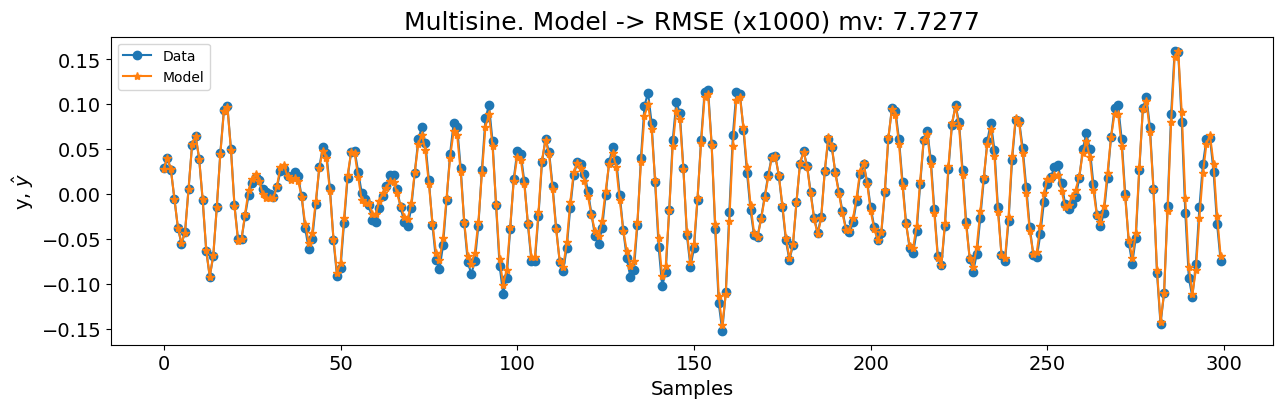 Multisine. Model -> RMSE (x1000) mv: 7.7277
Data
Model
y, ŷ
0.15
0.10
0.05
0.00
−0.05
−0.10
−0.15
0
50
100
150
200
250
300
Samples